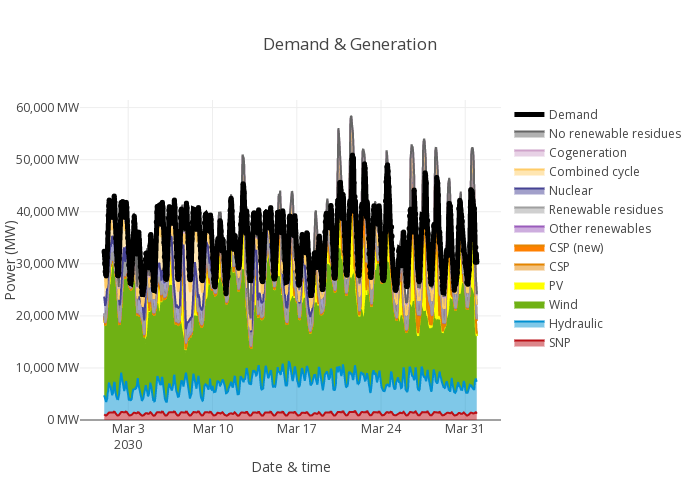 Demand & Generation
60,000 MW
50,000 MW
40,000 MW
30,000 MW
20,000 MW
10,000 MW
0 MW
Power (MW)
Mar 3
2030
Mar 10
Mar 17
Mar 24
Mar 31
Date & time
Demand
No renewable residues
Cogeneration
Combined cycle
Nuclear
Renewable residues
Other renewables
CSP (new)
CSP
PV
Wind
Hydraulic
SNP